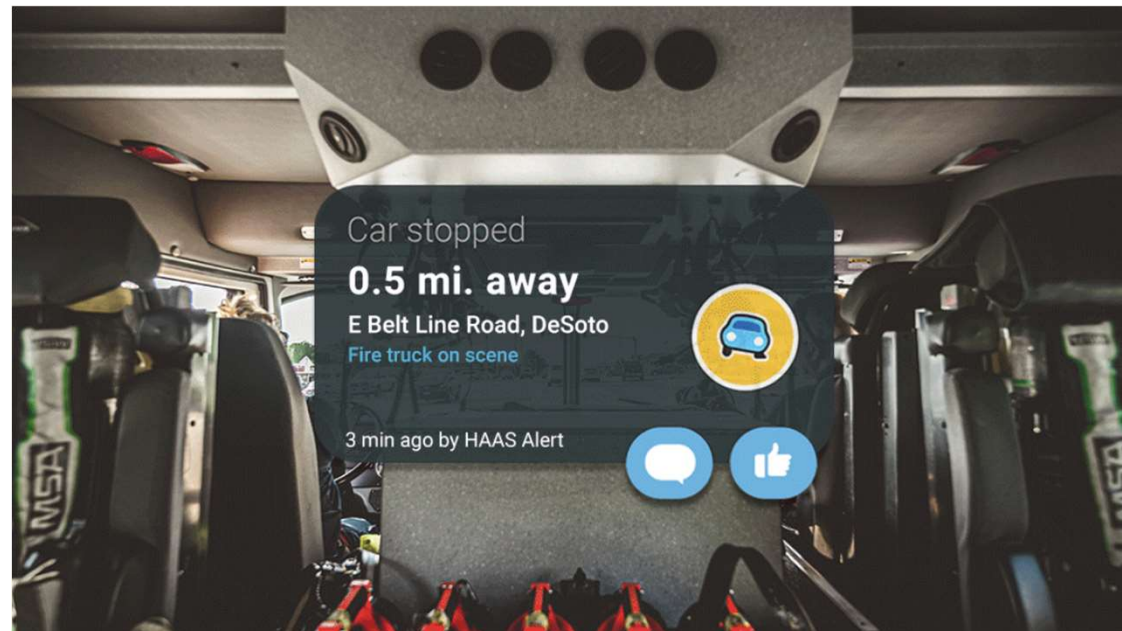 Car stopped
0.5 mi. away
E Belt Line Road, DeSoto
Fire truck on scene
3 min ago by HAAS Alert
MSA
MSA